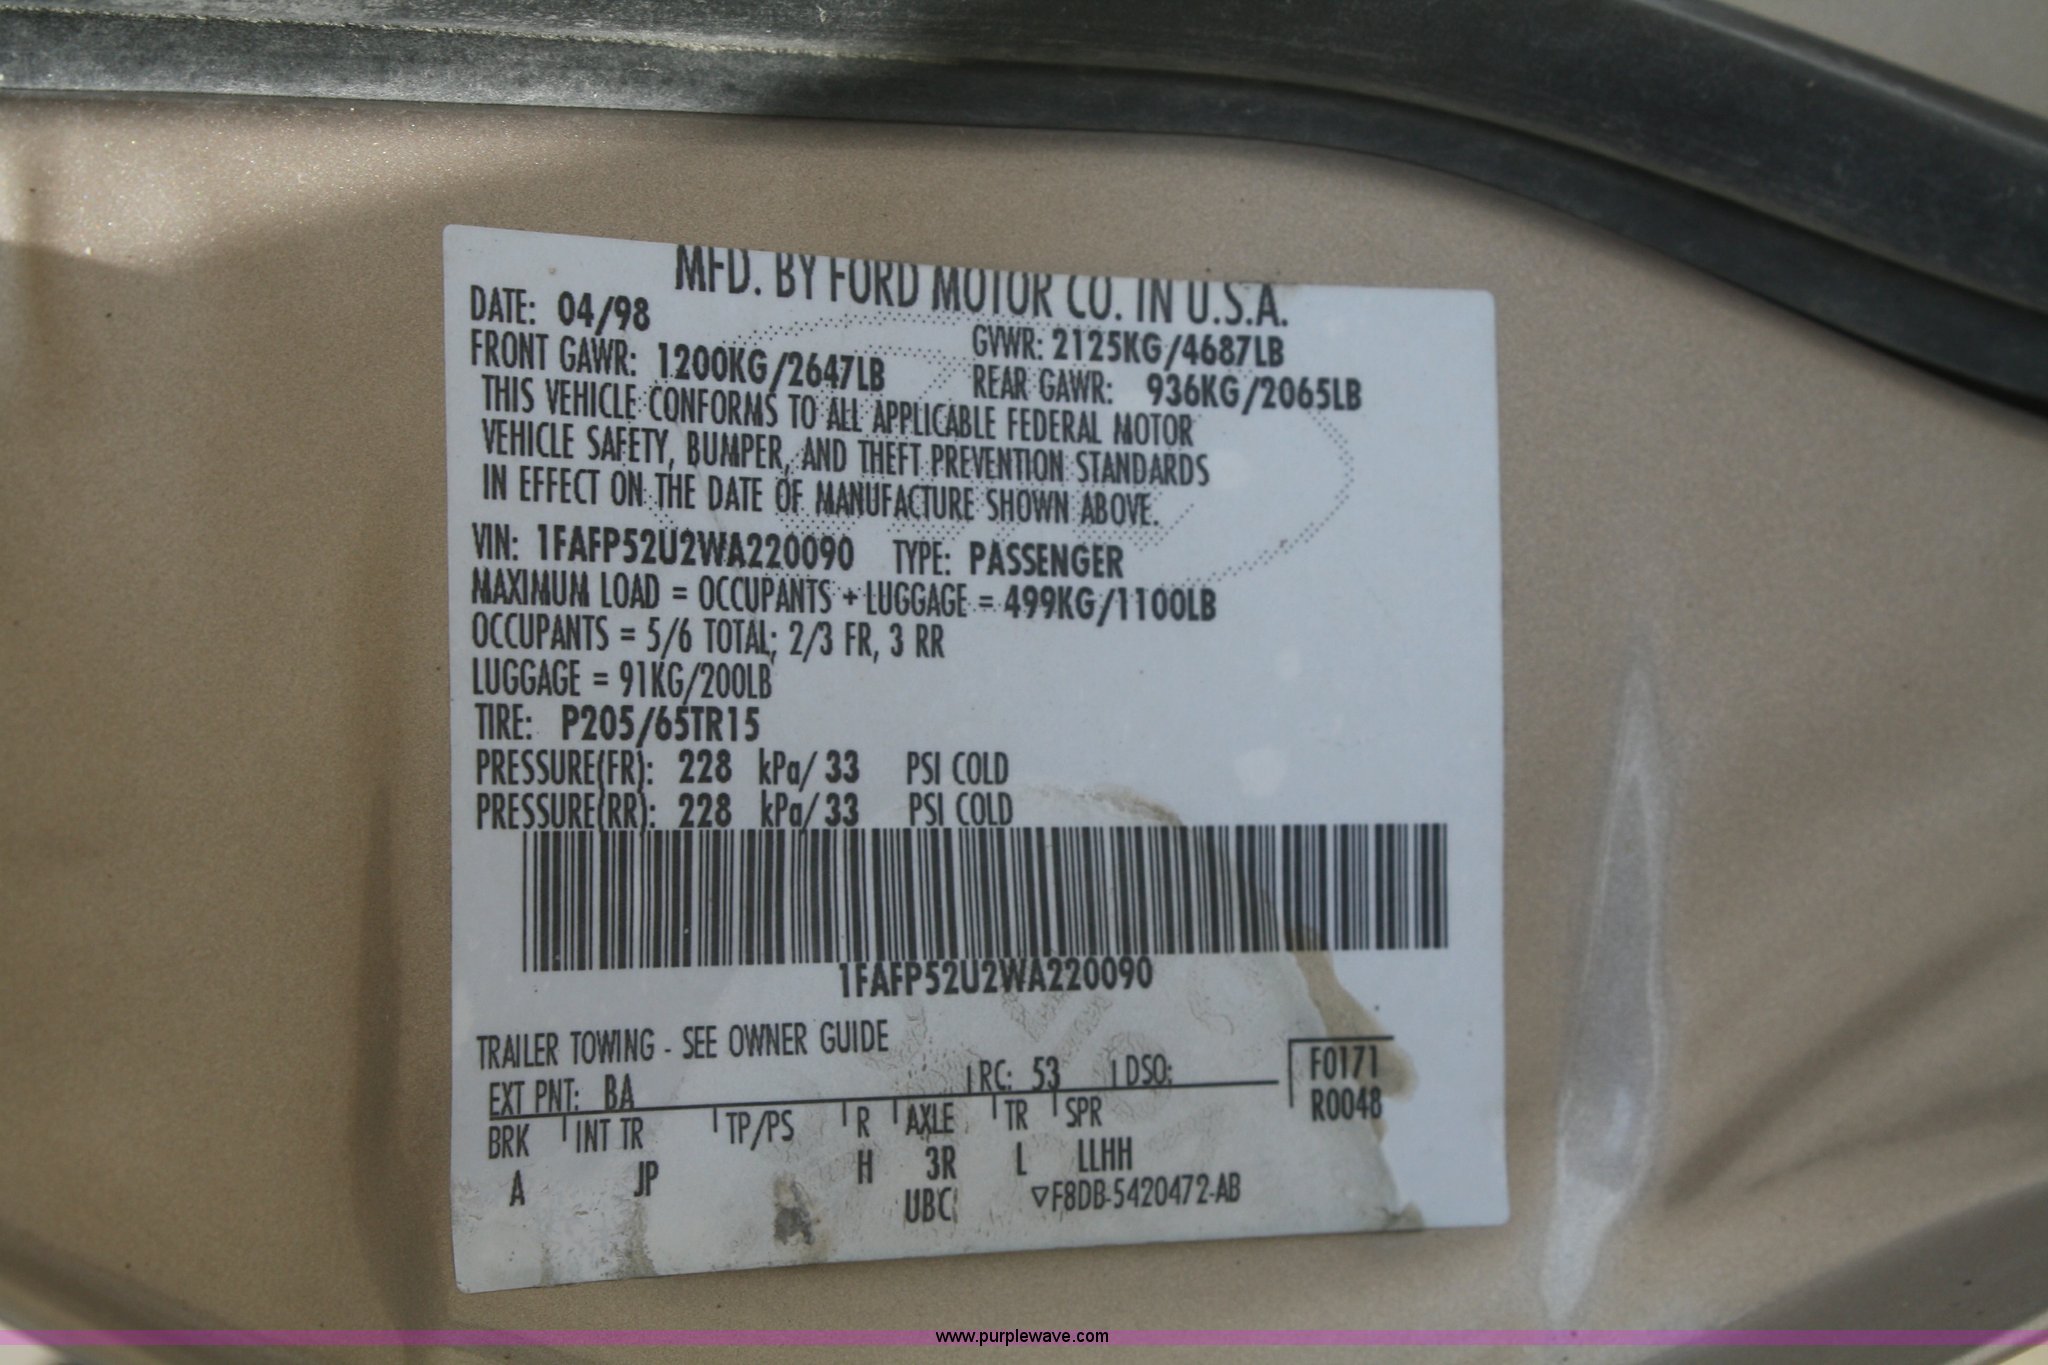 MFD. BY FORD MOTOR CO. IN U.S.A.
DATE: 04/98
GVWR: 2125KG/4687LB
FRONT GAWR: 1200KG/2647LB
REAR GAWR: 936KG/2065LB
THIS VEHICLE CONFORMS TO ALL APPLICABLE FEDERAL MOTOR
VEHICLE SAFETY, BUMPER, AND THEFT PREVENTION STANDARDS
IN EFFECT ON THE DATE OF MANUFACTURE SHOWN ABOVE.
VIN: 1FAFP52U2WA220090 TYPE: PASSENGER
MAXIMUM LOAD = OCCUPANTS + LUGGAGE = 499KG/1100LB
OCCUPANTS = 5/6 TOTAL; 2/3 FR, 3 RR
LUGGAGE = 91KG/200LB
TIRE: P205/65TR15
PRESSURE(FR): 228 kPa/ 33 PSI COLD
PRESSURE(RR): 228 kPa/ 33 PSI COLD
1FAFP52U2WA220090
TRAILER TOWING - SEE OWNER GUIDE
EXT PNT: BA RC: 53 DSO:
F0171
R0048
BRK INT TR TP/PS R AXLE TR SPR
A JP H 3R L LLHH
UBC ▽F8DB-5420472-AB
www.purplewave.com